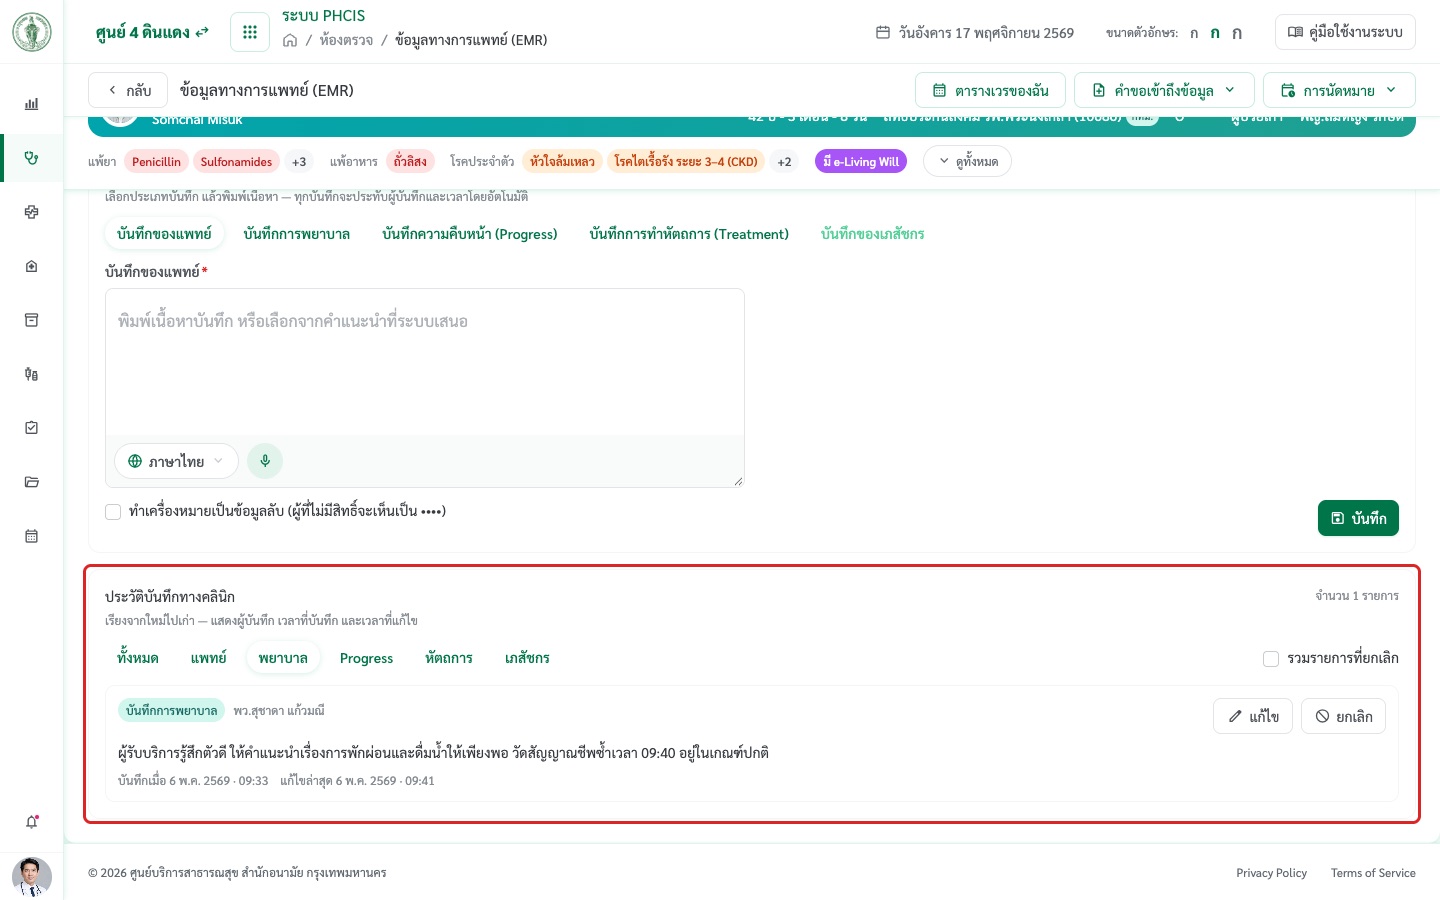 ศูนย์ 4 ดินแดง
ระบบ PHCIS
/ ห้องตรวจ / ข้อมูลทางการแพทย์ (EMR)
วันอังคาร 17 พฤศจิกายน 2569
ขนาดตัวอักษร: ก ก ก
คู่มือใช้งานระบบ
กลับ
ข้อมูลทางการแพทย์ (EMR)
ตารางเวรของฉัน
คำขอเข้าถึงข้อมูล
การนัดหมาย
Somchai Misuk
แพ้ยา Penicillin Sulfonamides +3 แพ้อาหาร ถั่วลิสง โรคประจำตัว หัวใจล้มเหลว โรคไตเรื้อรัง ระยะ 3–4 (CKD) +2 มี e-Living Will ดูทั้งหมด
เลือกประเภทบันทึก แล้วพิมพ์เนื้อหา — ทุกบันทึกจะประทับผู้บันทึกและเวลาโดยอัตโนมัติ
บันทึกของแพทย์ บันทึกการพยาบาล บันทึกความคืบหน้า (Progress) บันทึกการทำหัตถการ (Treatment) บันทึกของเภสัชกร
บันทึกของแพทย์ *
พิมพ์เนื้อหาบันทึก หรือเลือกจากคำแนะนำที่ระบบเสนอ
ภาษาไทย
ทำเครื่องหมายเป็นข้อมูลลับ (ผู้ที่ไม่มีสิทธิ์จะเห็นเป็น ••••)
บันทึก
ประวัติบันทึกทางคลินิก
จำนวน 1 รายการ
เรียงจากใหม่ไปเก่า — แสดงผู้บันทึก เวลาที่บันทึก และเวลาที่แก้ไข
ทั้งหมด แพทย์ พยาบาล Progress หัตถการ เภสัชกร
รวมรายการที่ยกเลิก
บันทึกการพยาบาล พว.สุชาดา แก้วมณี
แก้ไข
ยกเลิก
ผู้รับบริการรู้สึกตัวดี ให้คำแนะนำเรื่องการพักผ่อนและดื่มน้ำให้เพียงพอ วัดสัญญาณชีพซ้ำเวลา 09:40 อยู่ในเกณฑ์ปกติ
บันทึกเมื่อ 6 พ.ค. 2569 · 09:33 แก้ไขล่าสุด 6 พ.ค. 2569 · 09:41
© 2026 ศูนย์บริการสาธารณสุข สำนักอนามัย กรุงเทพมหานคร
Privacy Policy
Terms of Service